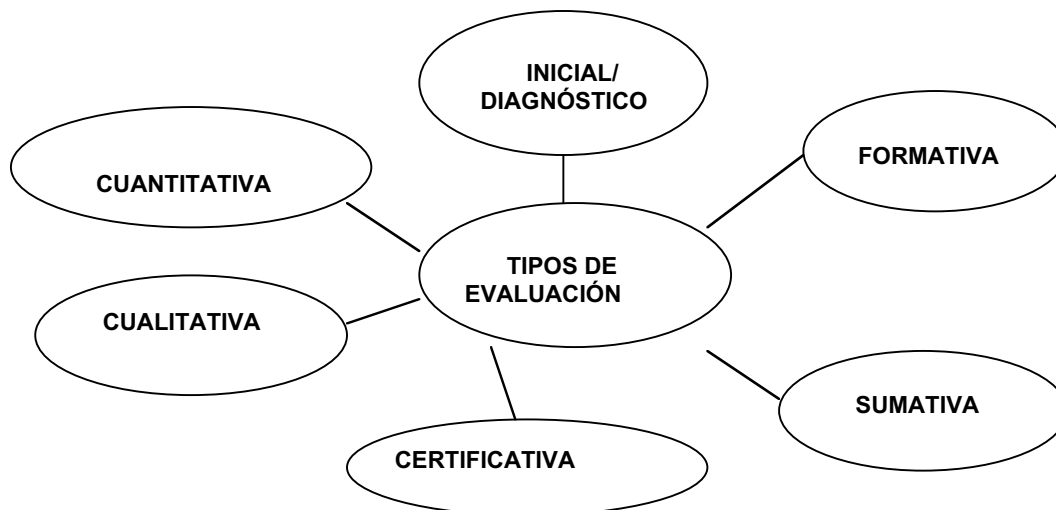 INICIAL/
DIAGNÓSTICO
FORMATIVA
CUANTITATIVA
TIPOS DE
EVALUACIÓN
CUALITATIVA
SUMATIVA
CERTIFICATIVA